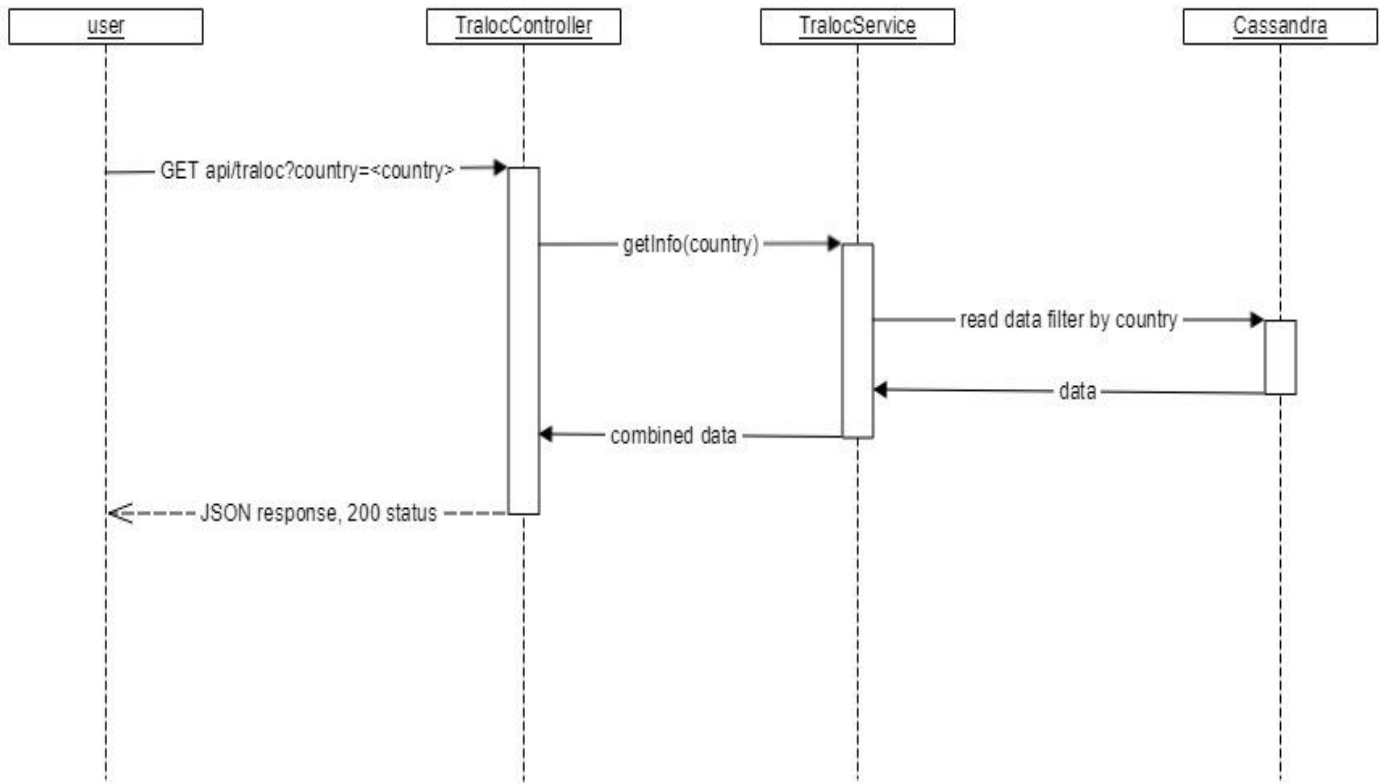 user
TralocController
TralocService
Cassandra
GET api/traloc?country=<country>
getInfo(country)
read data filter by country
data
combined data
JSON response, 200 status